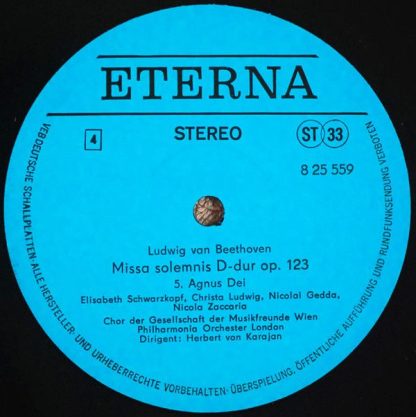 ETERNA
4
STEREO
ST 33
8 25 559
Ludwig van Beethoven
Missa solemnis D-dur op. 123
5. Agnus Dei
Elisabeth Schwarzkopf, Christa Ludwig, Nicolai Gedda,
Nicola Zaccaria
Chor der Gesellschaft der Musikfreunde Wien
Philharmonia Orchester London
Dirigent: Herbert von Karajan
VEB DEUTSCHE SCHALLPLATTEN · ALLE HERSTELLER- UND URHEBERRECHTE VORBEHALTEN · ÜBERSPIELUNG, ÖFFENTLICHE AUFFÜHRUNG UND RUNDFUNKSENDUNG VERBOTEN